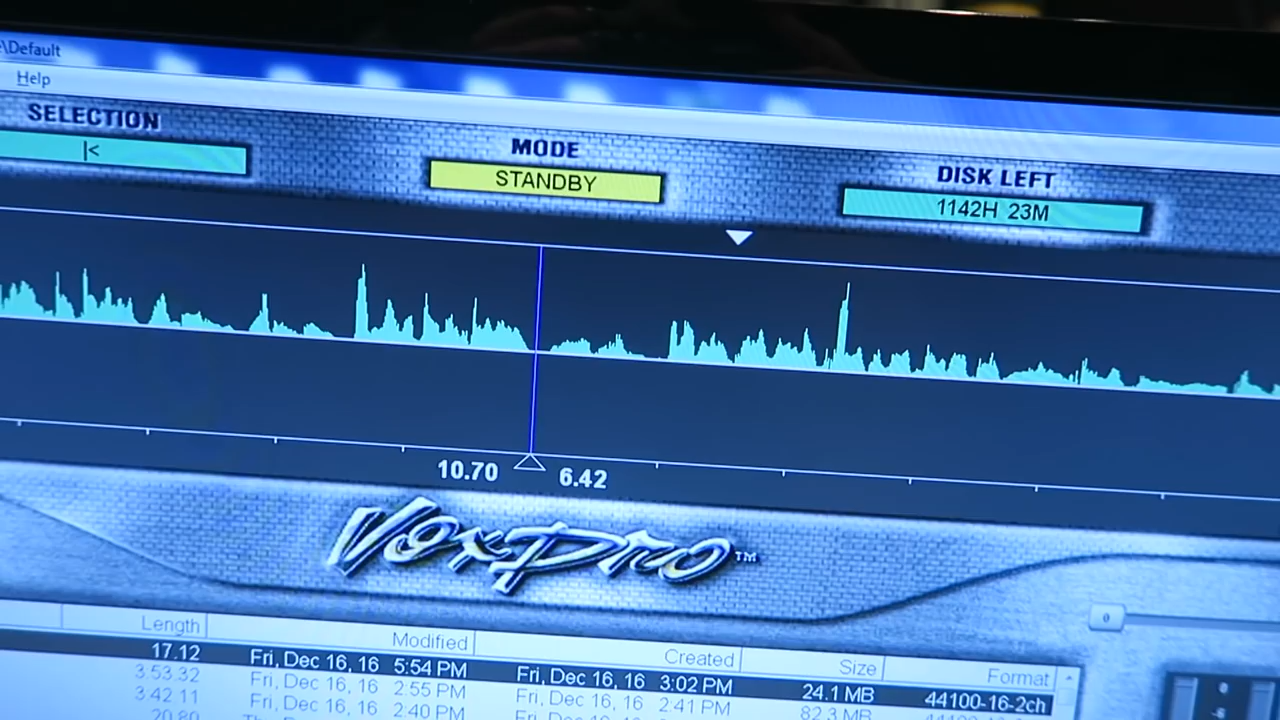 \Default
Help
SELECTION
|<
MODE
STANDBY
DISK LEFT
1142H 23M
10.70
6.42
VoxPro™
Length Modified Created Size Format
17.12 Fri, Dec 16, 16 5:54 PM Fri, Dec 16, 16 3:02 PM 24.1 MB 44100-16-2ch
3:53.32 Fri, Dec 16, 16 2:55 PM Fri, Dec 16, 16 2:41 PM 82.3 MB
3:42.11 Fri, Dec 16, 16 2:40 PM